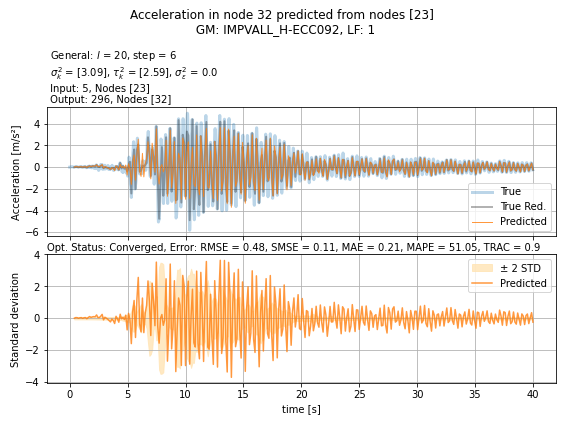 Acceleration in node 32 predicted from nodes [23]
GM: IMPVALL_H-ECC092, LF: 1
General: l = 20, step = 6
σ²ₖ = [3.09], τ²ₖ = [2.59], σ²ᵋ = 0.0
Input: 5, Nodes [23]
Output: 296, Nodes [32]
Acceleration [m/s²]
4
2
0
−2
−4
−6
True
True Red.
Predicted
Opt. Status: Converged, Error: RMSE = 0.48, SMSE = 0.11, MAE = 0.21, MAPE = 51.05, TRAC = 0.9
Standard deviation
4
2
0
−2
−4
± 2 STD
Predicted
0 5 10 15 20 25 30 35 40
time [s]